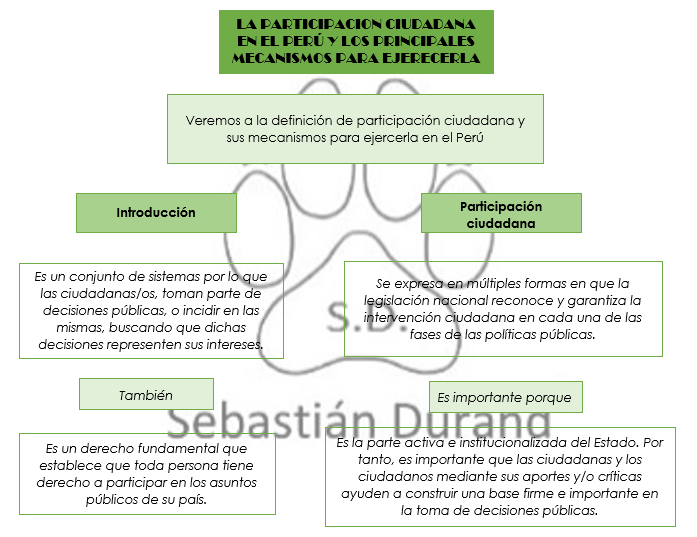 LA PARTICIPACION CIUDADANA
EN EL PERÚ Y LOS PRINCIPALES
MECANISMOS PARA EJERECERLA
Veremos a la definición de participación ciudadana y
sus mecanismos para ejercerla en el Perú
Introducción
Es un conjunto de sistemas por lo que
las ciudadanas/os, toman parte de
decisiones públicas, o incidir en las
mismas, buscando que dichas
decisiones representen sus intereses.
También
Es un derecho fundamental que
establece que toda persona tiene
derecho a participar en los asuntos
públicos de su país.
Participación
ciudadana
Se expresa en múltiples formas en que la
legislación nacional reconoce y garantiza la
intervención ciudadana en cada una de las
fases de las políticas públicas.
Es importante porque
Es la parte activa e institucionalizada del Estado. Por
tanto, es importante que las ciudadanas y los
ciudadanos mediante sus aportes y/o críticas
ayuden a construir una base firme e importante en
la toma de decisiones públicas.
S.D.
Sebastián Durand